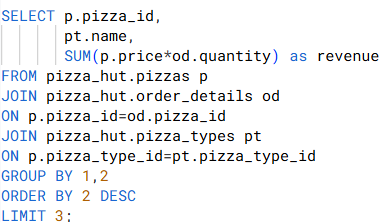 SELECT p.pizza_id,
pt.name,
SUM(p.price*od.quantity) as revenue
FROM pizza_hut.pizzas p
JOIN pizza_hut.order_details od
ON p.pizza_id=od.pizza_id
JOIN pizza_hut.pizza_types pt
ON p.pizza_type_id=pt.pizza_type_id
GROUP BY 1,2
ORDER BY 2 DESC
LIMIT 3;